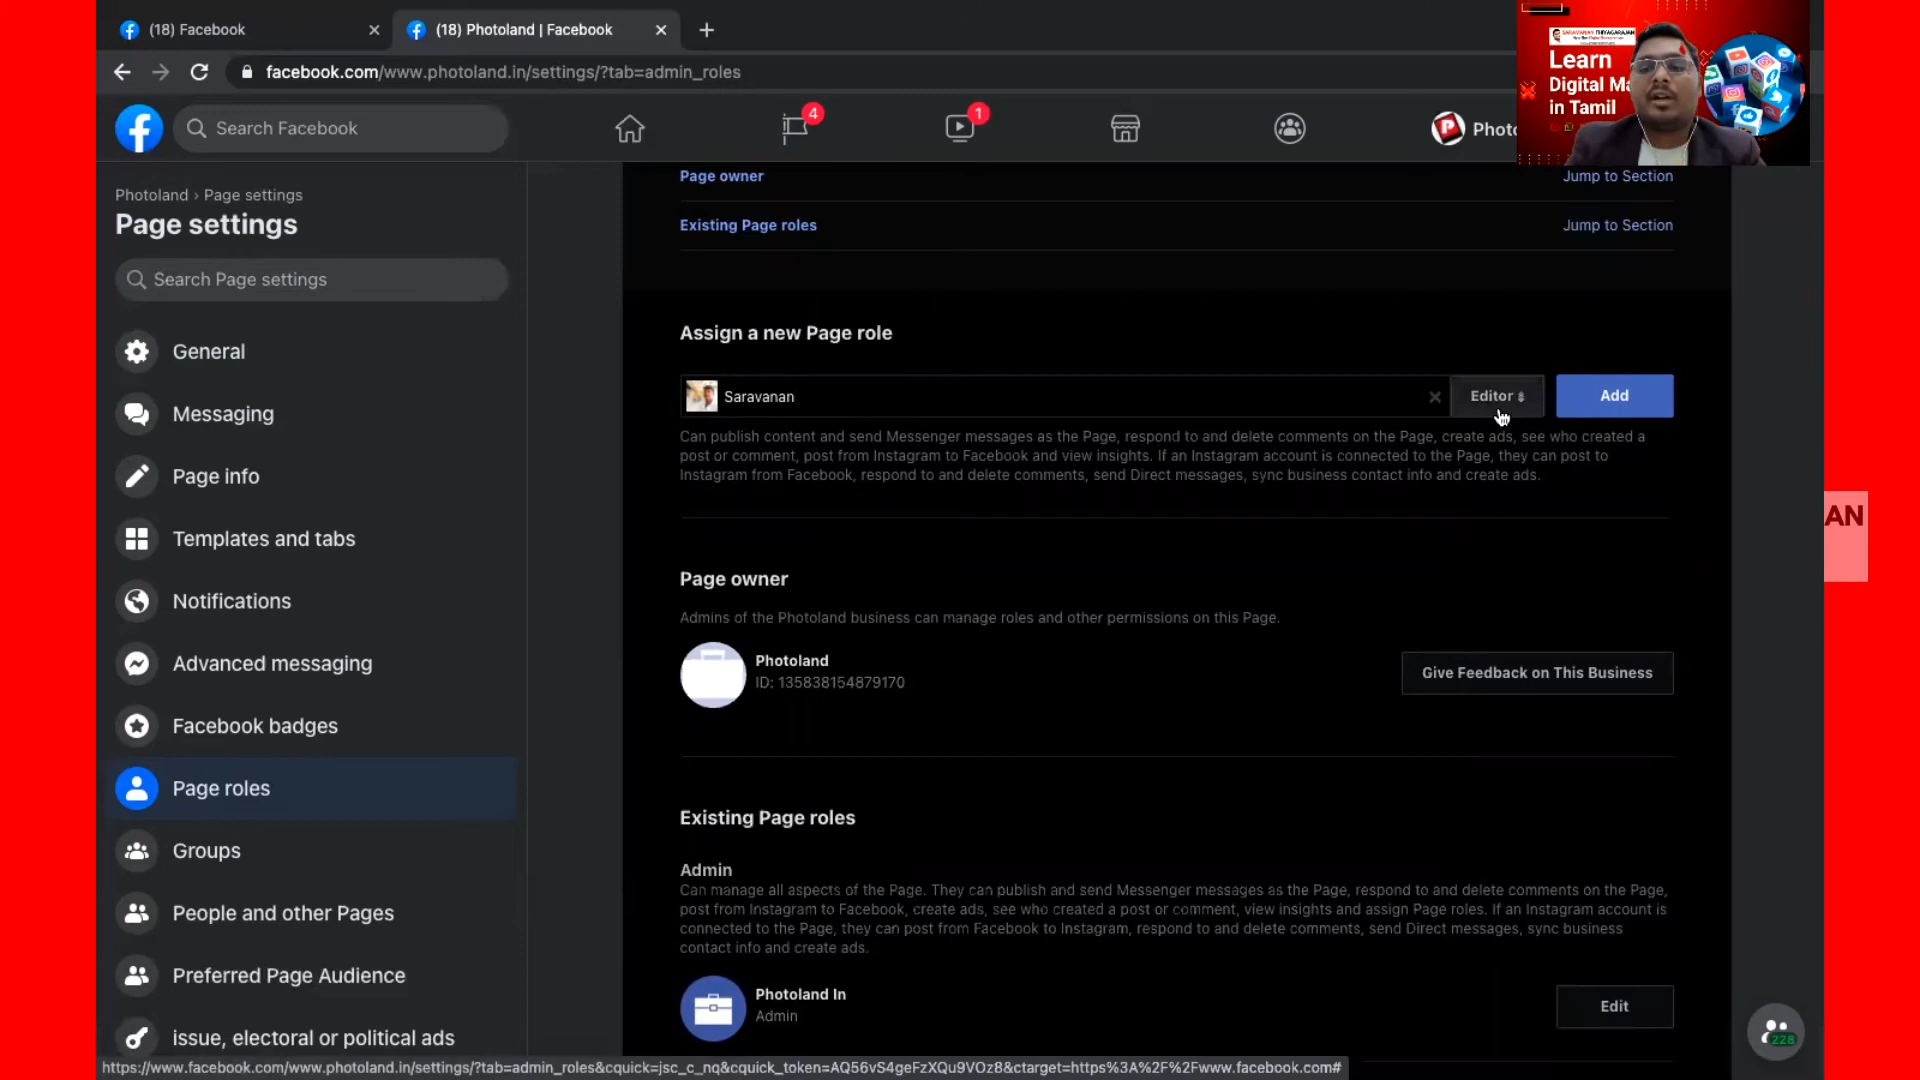 (18) Facebook
(18) Photoland | Facebook
facebook.com/www.photoland.in/settings/?tab=admin_roles
SARAVANAN THIYAGARAJAN
Learn
Digital Ma
in Tamil
Search Facebook
4
1
Photo
Photoland › Page settings
Page settings
Search Page settings
General
Messaging
Page info
Templates and tabs
Notifications
Advanced messaging
Facebook badges
Page roles
Groups
People and other Pages
Preferred Page Audience
issue, electoral or political ads
Page owner
Jump to Section
Existing Page roles
Jump to Section
Assign a new Page role
Saravanan
Editor
Add
Can publish content and send Messenger messages as the Page, respond to and delete comments on the Page, create ads, see who created a
post or comment, post from Instagram to Facebook and view insights. If an Instagram account is connected to the Page, they can post to
Instagram from Facebook, respond to and delete comments, send Direct messages, sync business contact info and create ads.
Page owner
Admins of the Photoland business can manage roles and other permissions on this Page.
Photoland
ID: 135838154879170
Give Feedback on This Business
Existing Page roles
Admin
Can manage all aspects of the Page. They can publish and send Messenger messages as the Page, respond to and delete comments on the Page,
post from Instagram to Facebook, create ads, see who created a post or comment, view insights and assign Page roles. If an Instagram account is
connected to the Page, they can post from Facebook to Instagram, respond to and delete comments, send Direct messages, sync business
contact info and create ads.
Photoland In
Admin
Edit
228
AN
https://www.facebook.com/www.photoland.in/settings/?tab=admin_roles&cquick=jsc_c_nq&cquick_token=AQ56vS4geFzXQu9VOz8&ctarget=https%3A%2F%2Fwww.facebook.com#